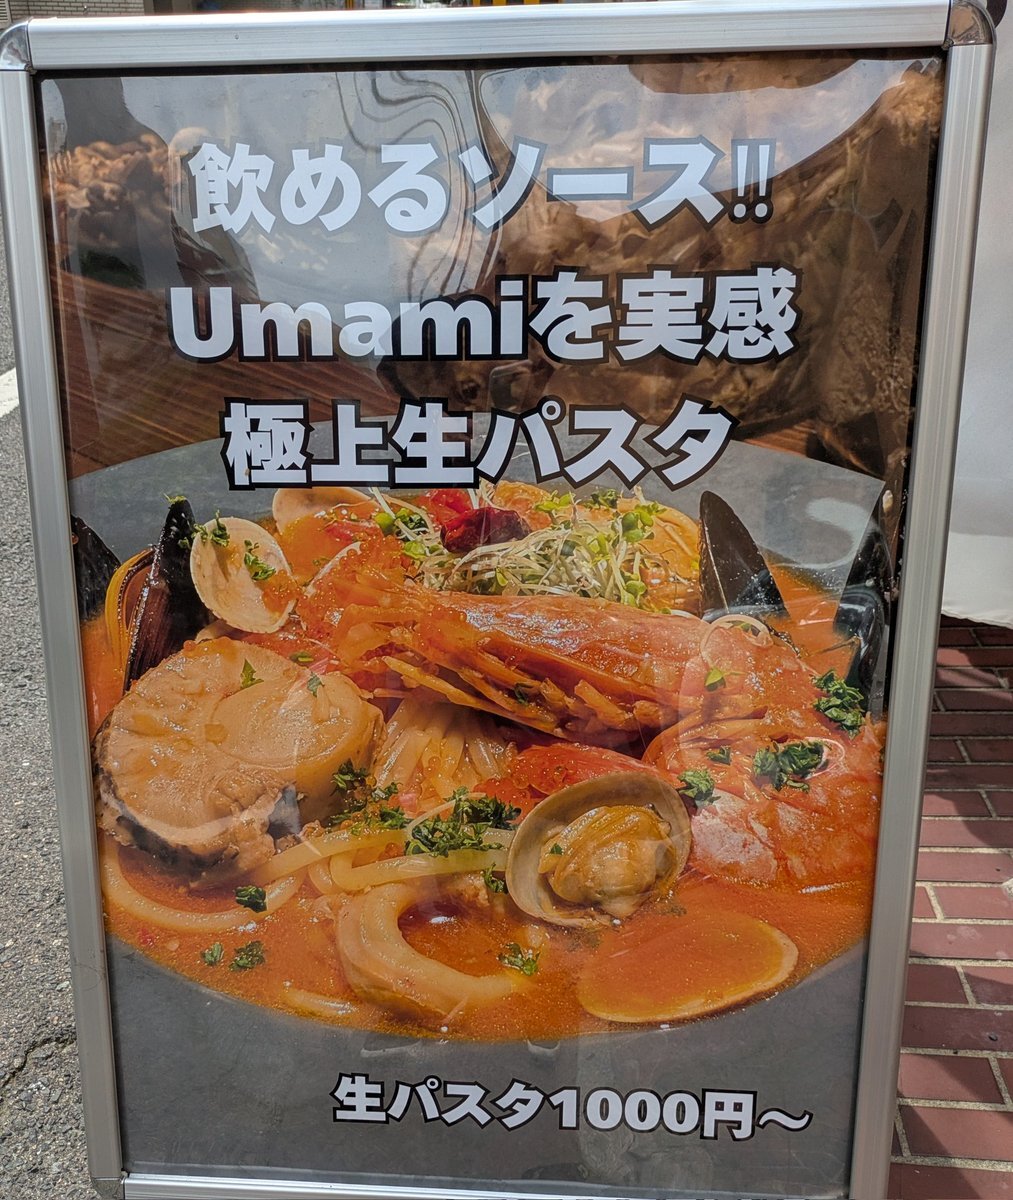 飲めるソース!!
Umamiを実感
極上生パスタ
生パスタ1000円～